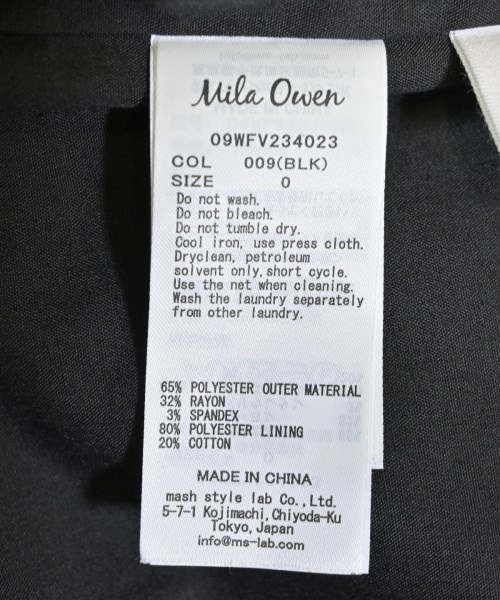 Mila Owen
09WFV234023
COL 009(BLK)
SIZE 0
Do not wash.
Do not bleach.
Do not tumble dry.
Cool iron, use press cloth.
Dryclean, petroleum
solvent only, short cycle.
Use the net when cleaning.
Wash the laundry separately
from other laundry.
65% POLYESTER OUTER MATERIAL
32% RAYON
3% SPANDEX
80% POLYESTER LINING
20% COTTON
MADE IN CHINA
mash style lab Co., Ltd.
5-7-1 Kojimachi, Chiyoda-Ku
Tokyo, Japan
info@ms-lab.com